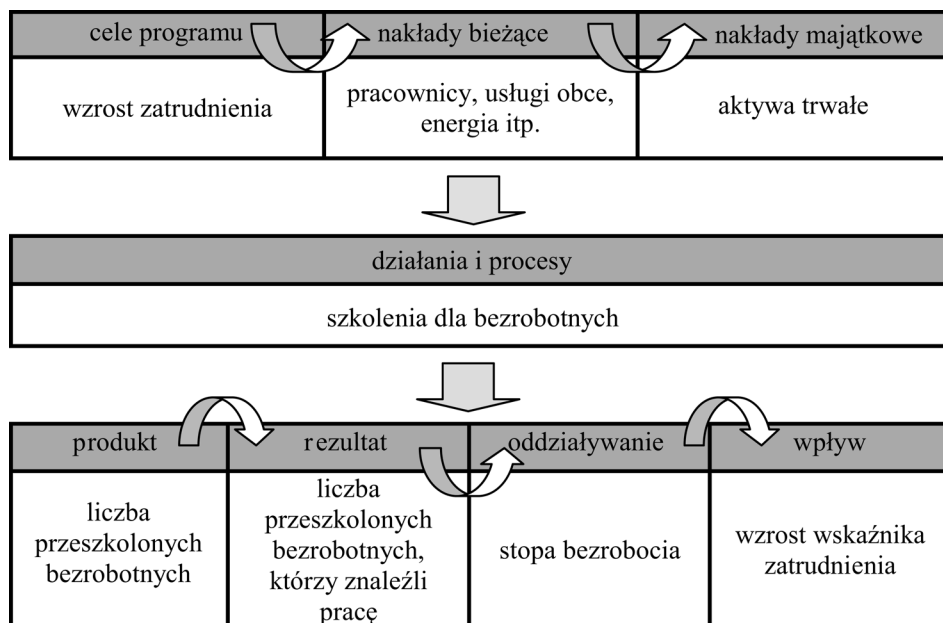 cele programu
nakłady bieżące
nakłady majątkowe
wzrost zatrudnienia
pracownicy, usługi obce,
energia itp.
aktywa trwałe
działania i procesy
szkolenia dla bezrobotnych
produkt
rezultat
oddziaływanie
wpływ
liczba
przeszkolonych
bezrobotnych
liczba
przeszkolonych
bezrobotnych,
którzy znaleźli
pracę
stopa bezrobocia
wzrost wskaźnika
zatrudnienia